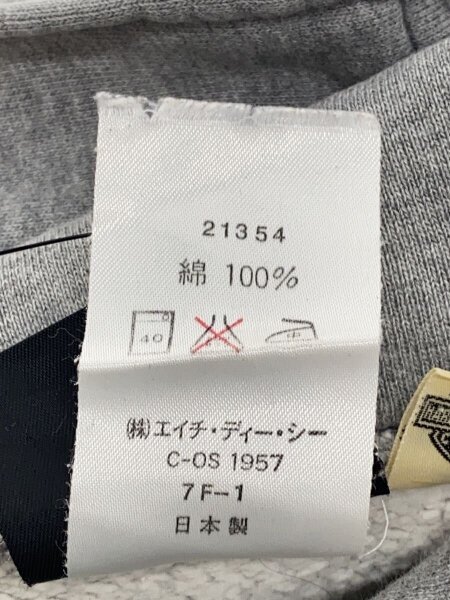 21354
綿 100%
40 中
(株)エイチ・ディー・シー
C-OS 1957
7F-1
日本製